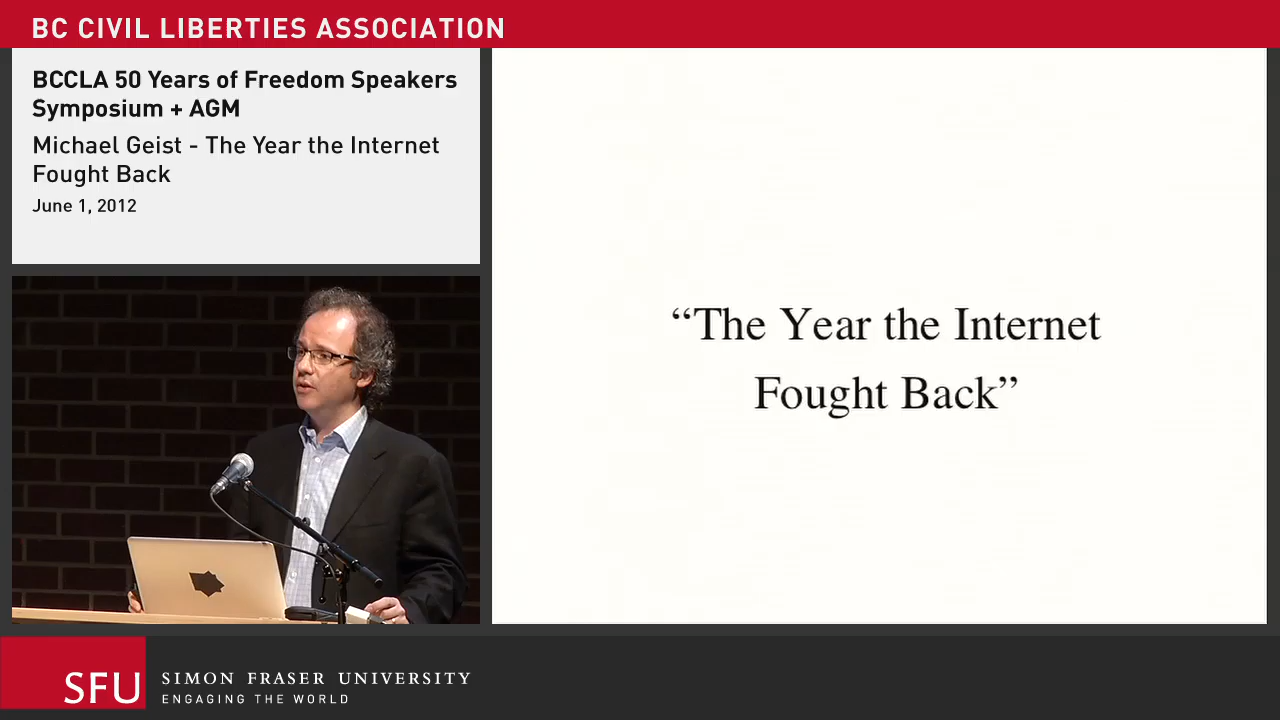 BC CIVIL LIBERTIES ASSOCIATION
BCCLA 50 Years of Freedom Speakers
Symposium + AGM
Michael Geist - The Year the Internet
Fought Back
June 1, 2012
“The Year the Internet
Fought Back”
SFU
SIMON FRASER UNIVERSITY
ENGAGING THE WORLD